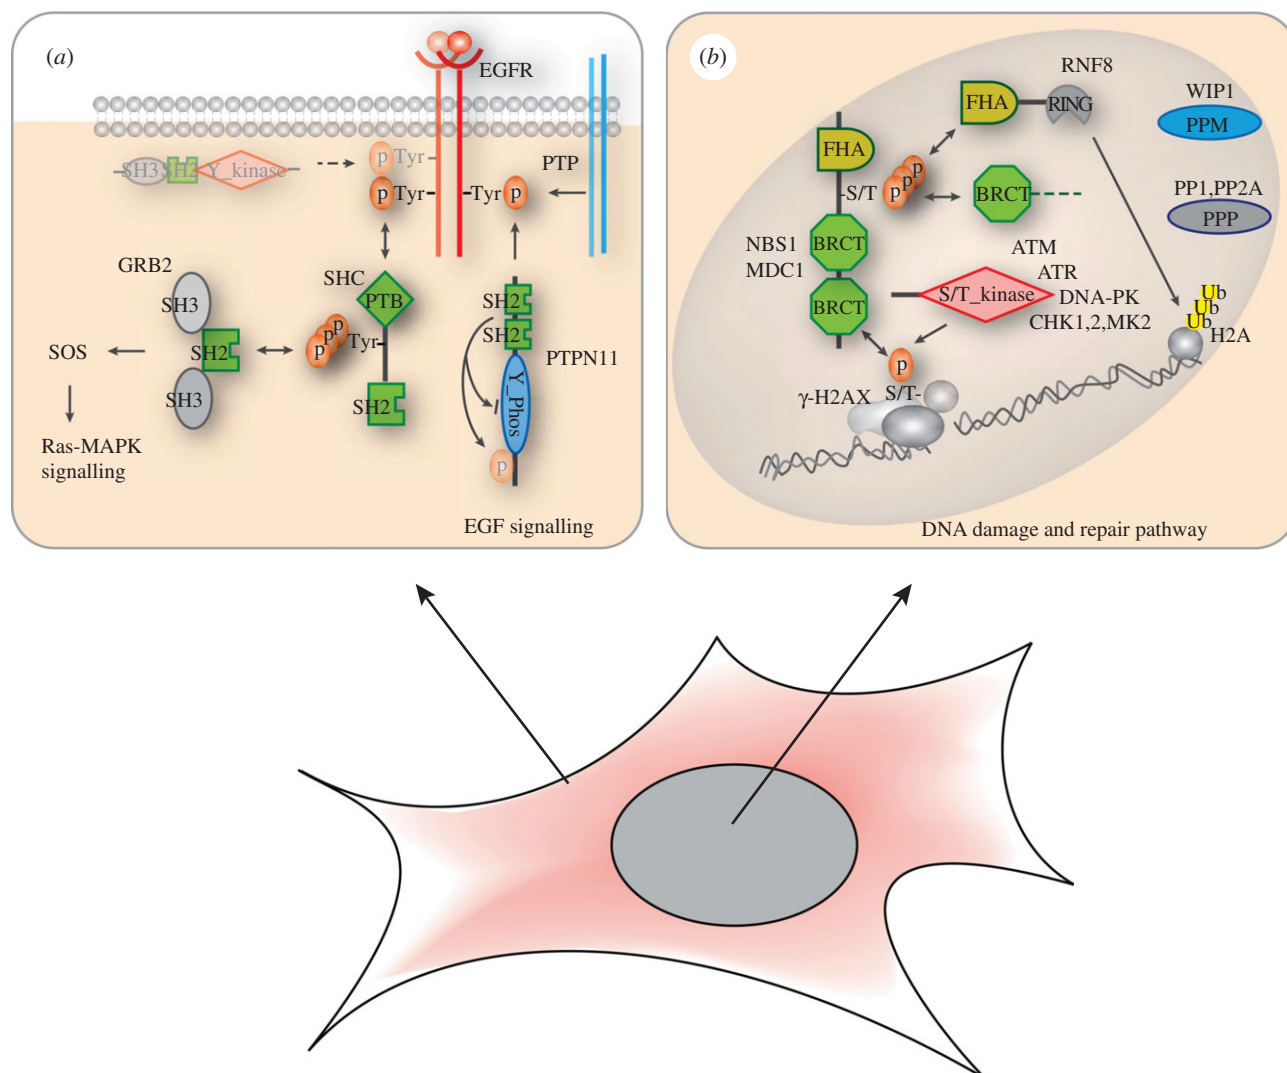 (a)
EGFR
SH3 SH2 Y_kinase
p Tyr
PTP
p Tyr
Tyr p
GRB2
SH3
SHC
PTB
SH2
SH2
PTPN11
SOS
SH2
p p p Tyr
Y_Phos
SH3
SH2
Ras-MAPK
signalling
p
EGF signalling
(b)
RNF8
FHA
RING
WIP1
PPM
FHA
-S/T
p p p
BRCT
PP1,PP2A
PPP
NBS1
MDC1
BRCT
ATM
ATR
BRCT
S/T_kinase
DNA-PK
CHK1,2,MK2
Ub
Ub
Ub
H2A
p
γ-H2AX
S/T-
DNA damage and repair pathway